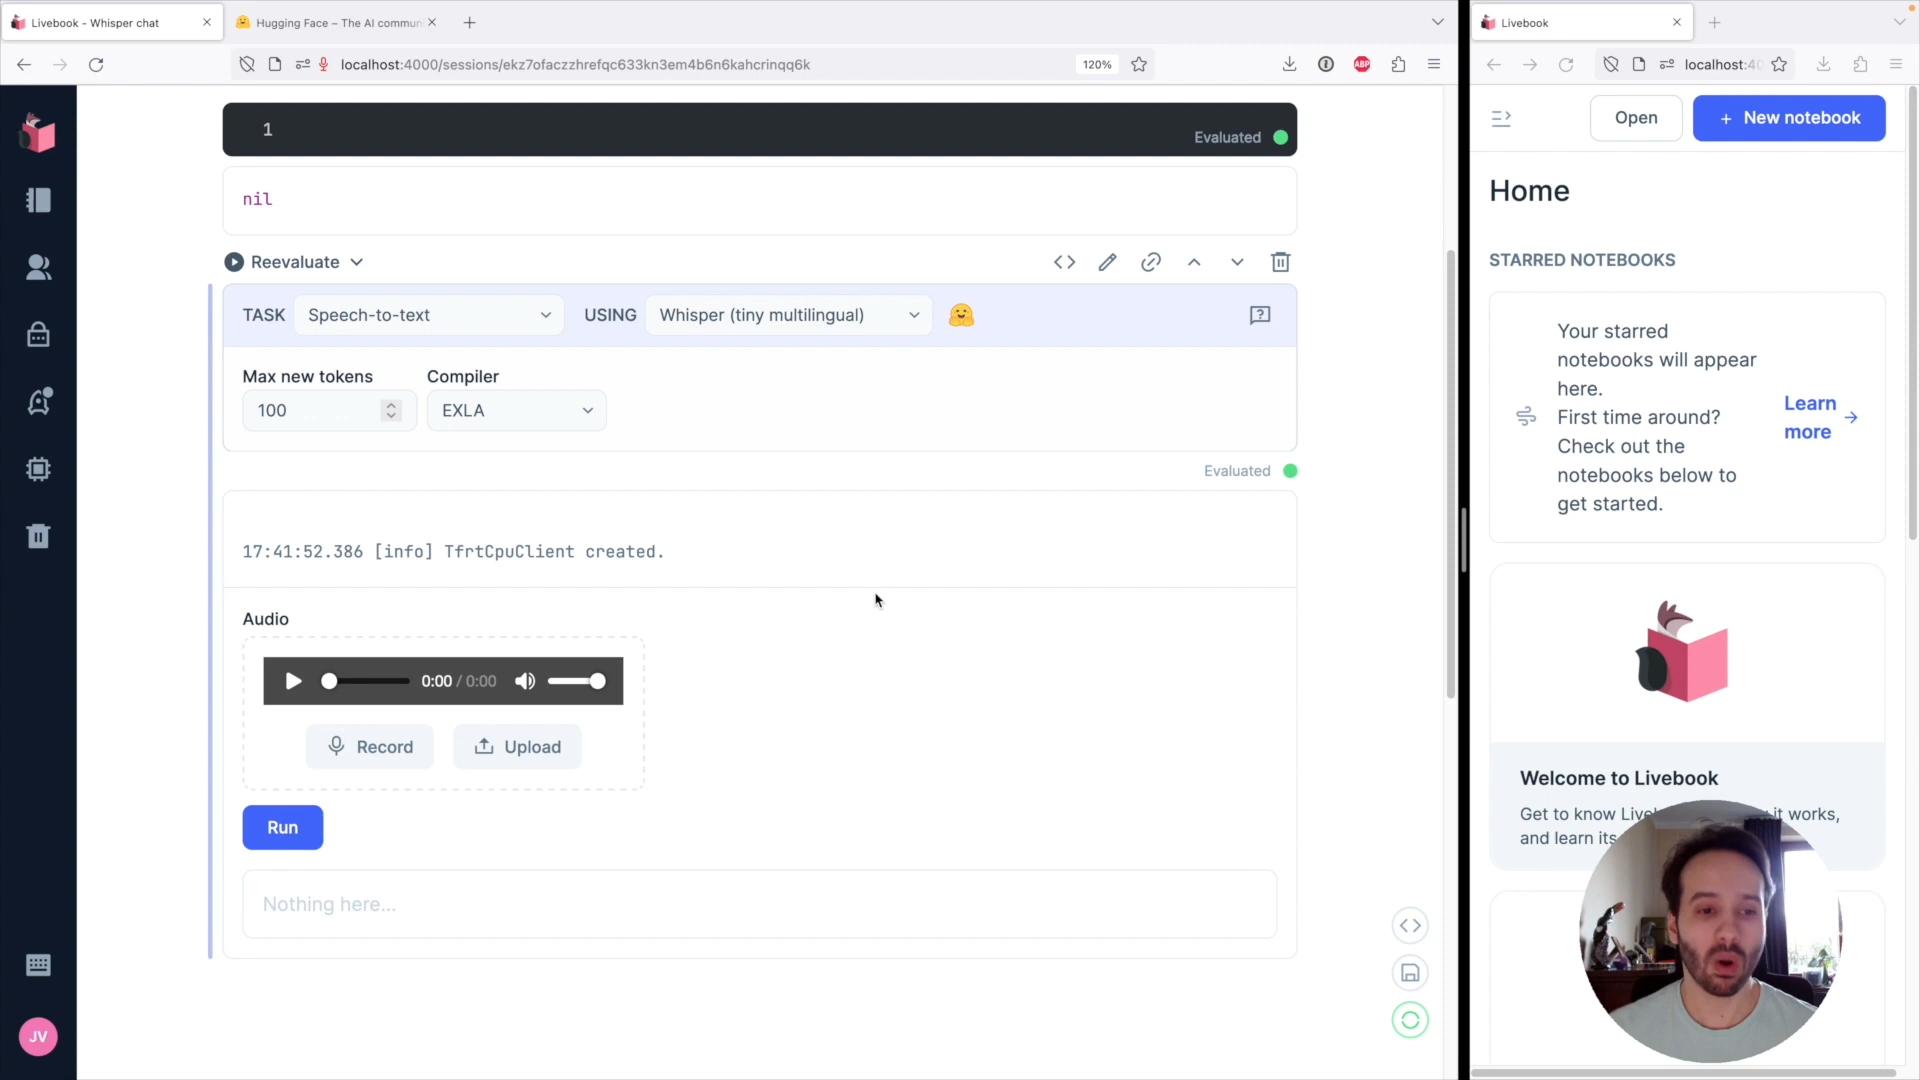 Livebook - Whisper chat
Hugging Face – The AI commun
localhost:4000/sessions/ekz7ofaczzhrefqc633kn3em4b6n6kahcrinqq6k
120%
ABP
1
Evaluated
nil
Reevaluate
TASK Speech-to-text USING Whisper (tiny multilingual)
Max new tokens Compiler
100 EXLA
Evaluated
17:41:52.386 [info] TfrtCpuClient created.
Audio
0:00 / 0:00
Record Upload
Run
Nothing here...
JV
Livebook
localhost:40
Open + New notebook
Home
STARRED NOTEBOOKS
Your starred
notebooks will appear
here.
First time around?
Check out the
notebooks below to
get started.
Learn
more
Welcome to Livebook
Get to know Live it works,
and learn its